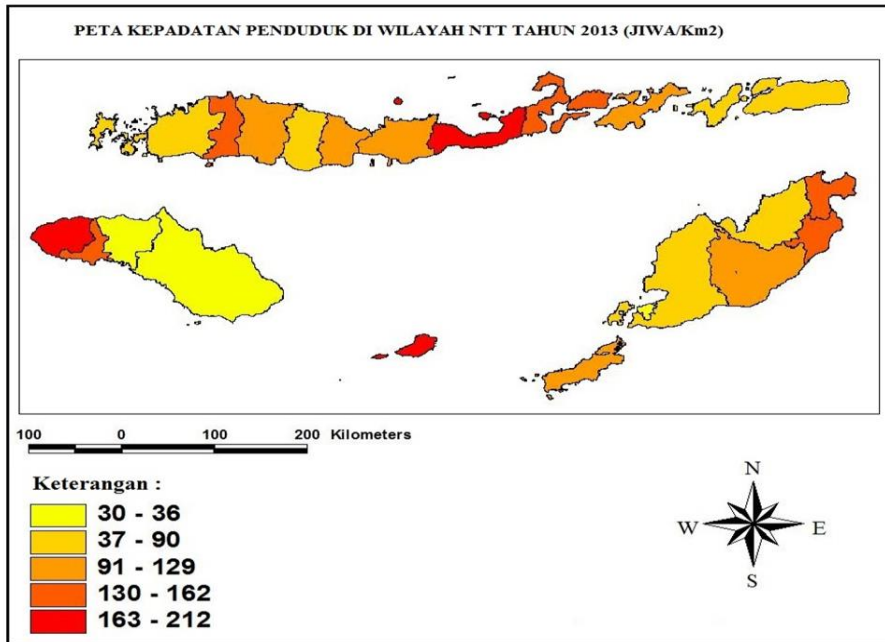 PETA KEPADATAN PENDUDUK DI WILAYAH NTT TAHUN 2013 (JIWA/Km2)
100 0 100 200 Kilometers
Keterangan :
30 - 36
37 - 90
91 - 129
130 - 162
163 - 212
N
W E
S